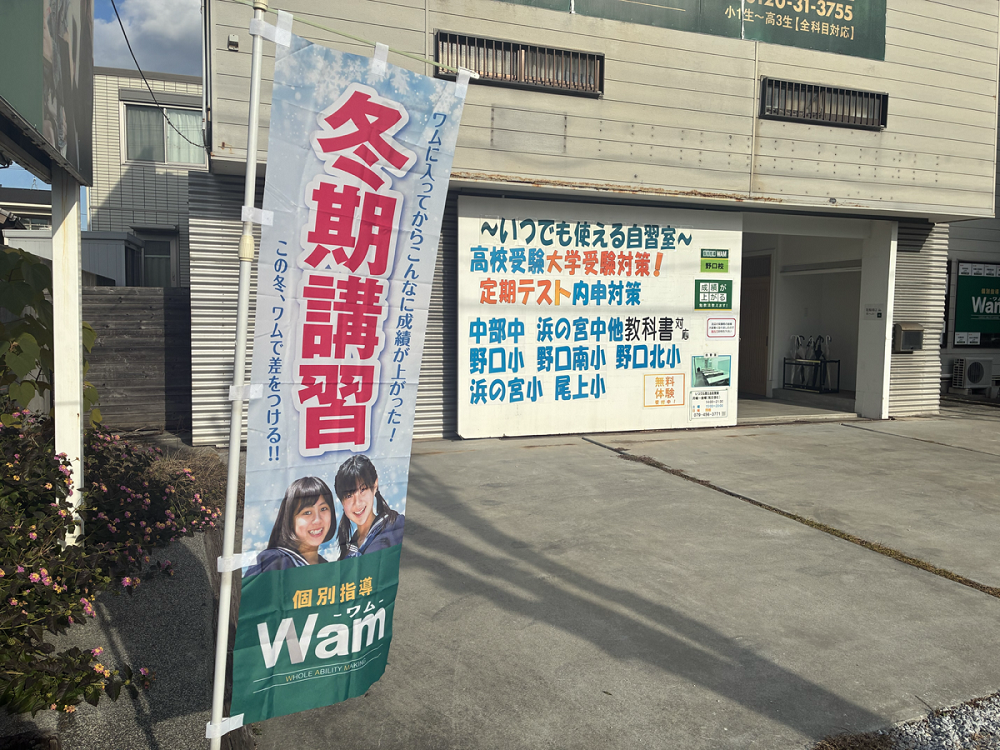 20-31-3755
小1生～高3生【全科目対応】
ワムに入ってからこんなに成績が上がった!
冬期講習
この冬、ワムで差をつける!!
個別指導
-ワム-
Wam
WHOLE ABILITY MAKING
～いつでも使える自習室～
高校受験大学受験対策!
定期テスト内申対策
中部中 浜の宮中他教科書対応
野口小 野口南小 野口北小
浜の宮小 尾上小
野口校
成績が
上がる
無料
体験
個別指導
Wam